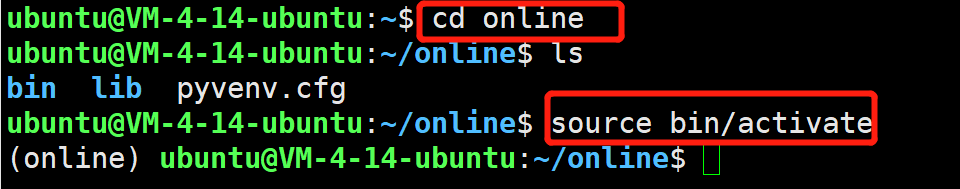 ubuntu@VM-4-14-ubuntu:~$ cd online
ubuntu@VM-4-14-ubuntu:~/online$ ls
bin  lib  pyvenv.cfg
ubuntu@VM-4-14-ubuntu:~/online$ source bin/activate
(online) ubuntu@VM-4-14-ubuntu:~/online$